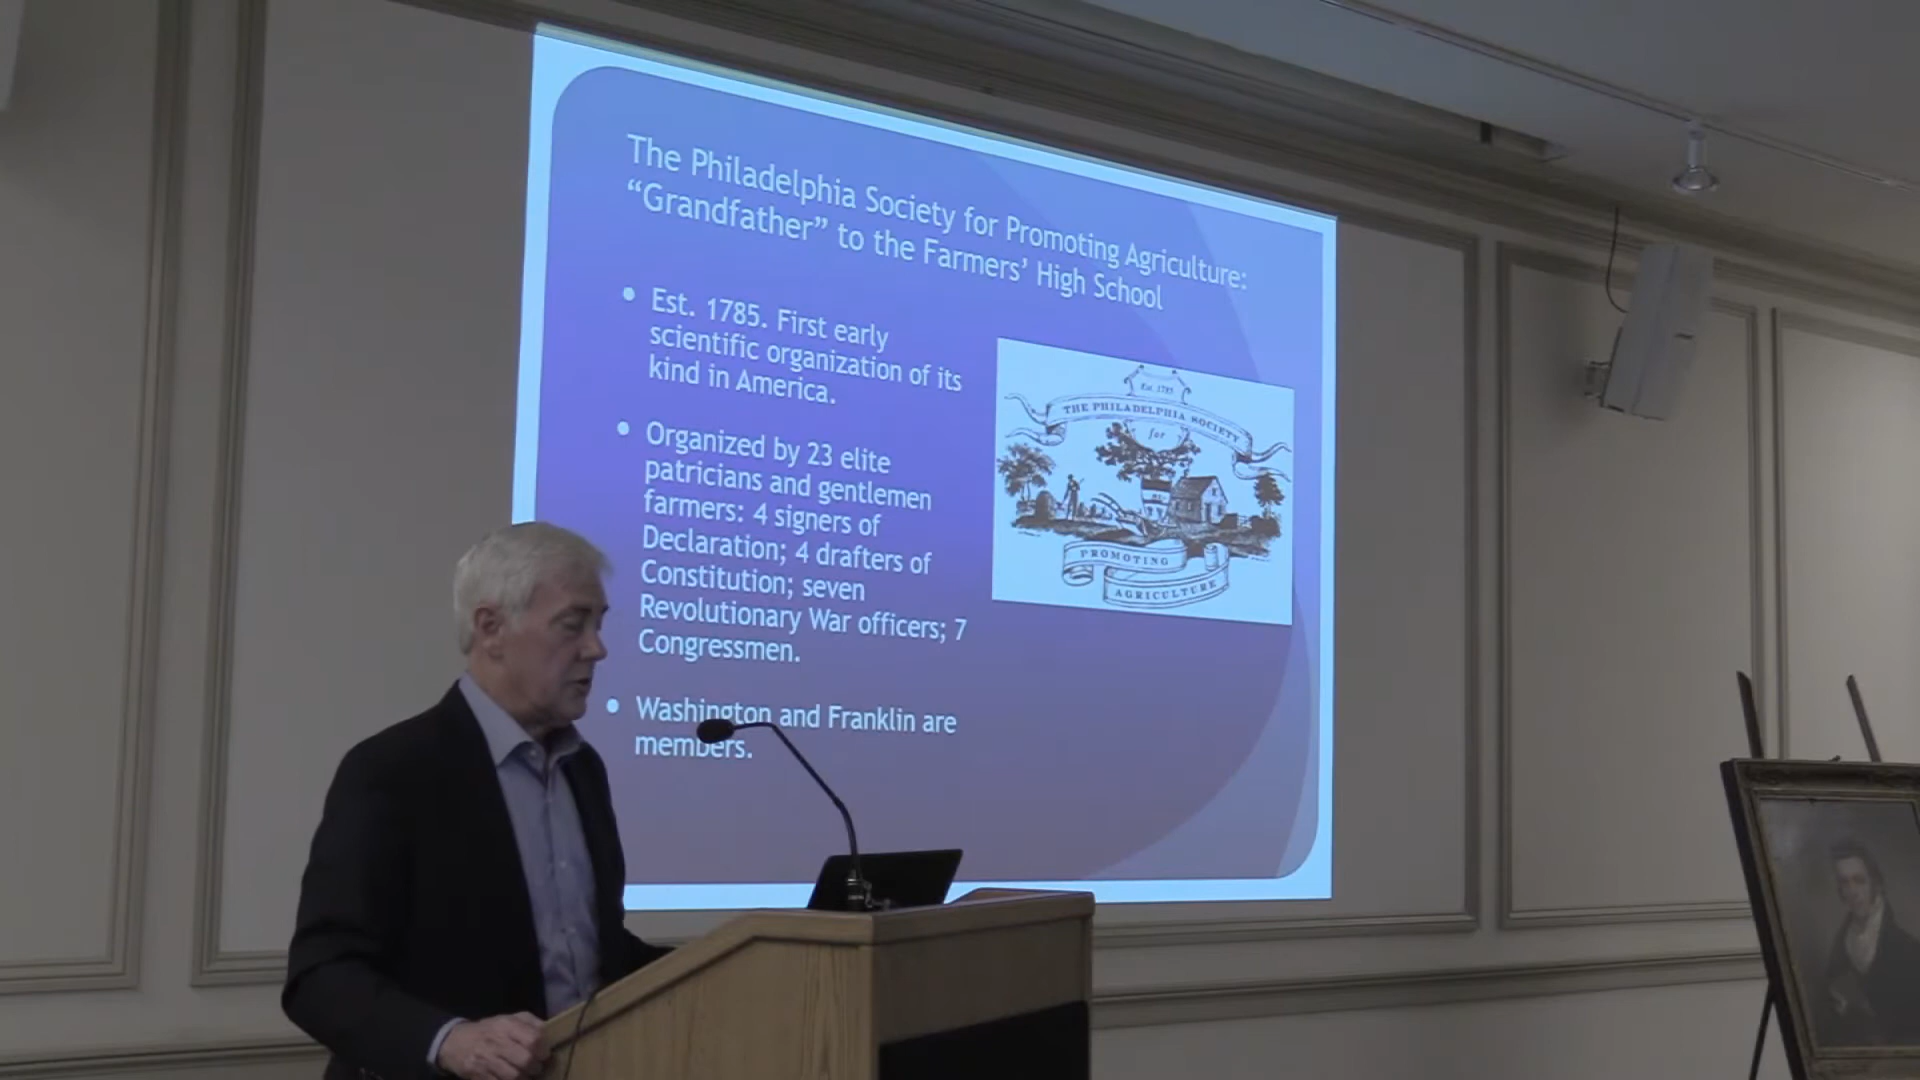 The Philadelphia Society for Promoting Agriculture:
“Grandfather” to the Farmers’ High School
• Est. 1785. First early
scientific organization of its
kind in America.
• Organized by 23 elite
patricians and gentlemen
farmers: 4 signers of
Declaration; 4 drafters of
Constitution; seven
Revolutionary War officers; 7
Congressmen.
• Washington and Franklin are
members.
Est. 1785
THE PHILADELPHIA SOCIETY
for
PROMOTING
AGRICULTURE